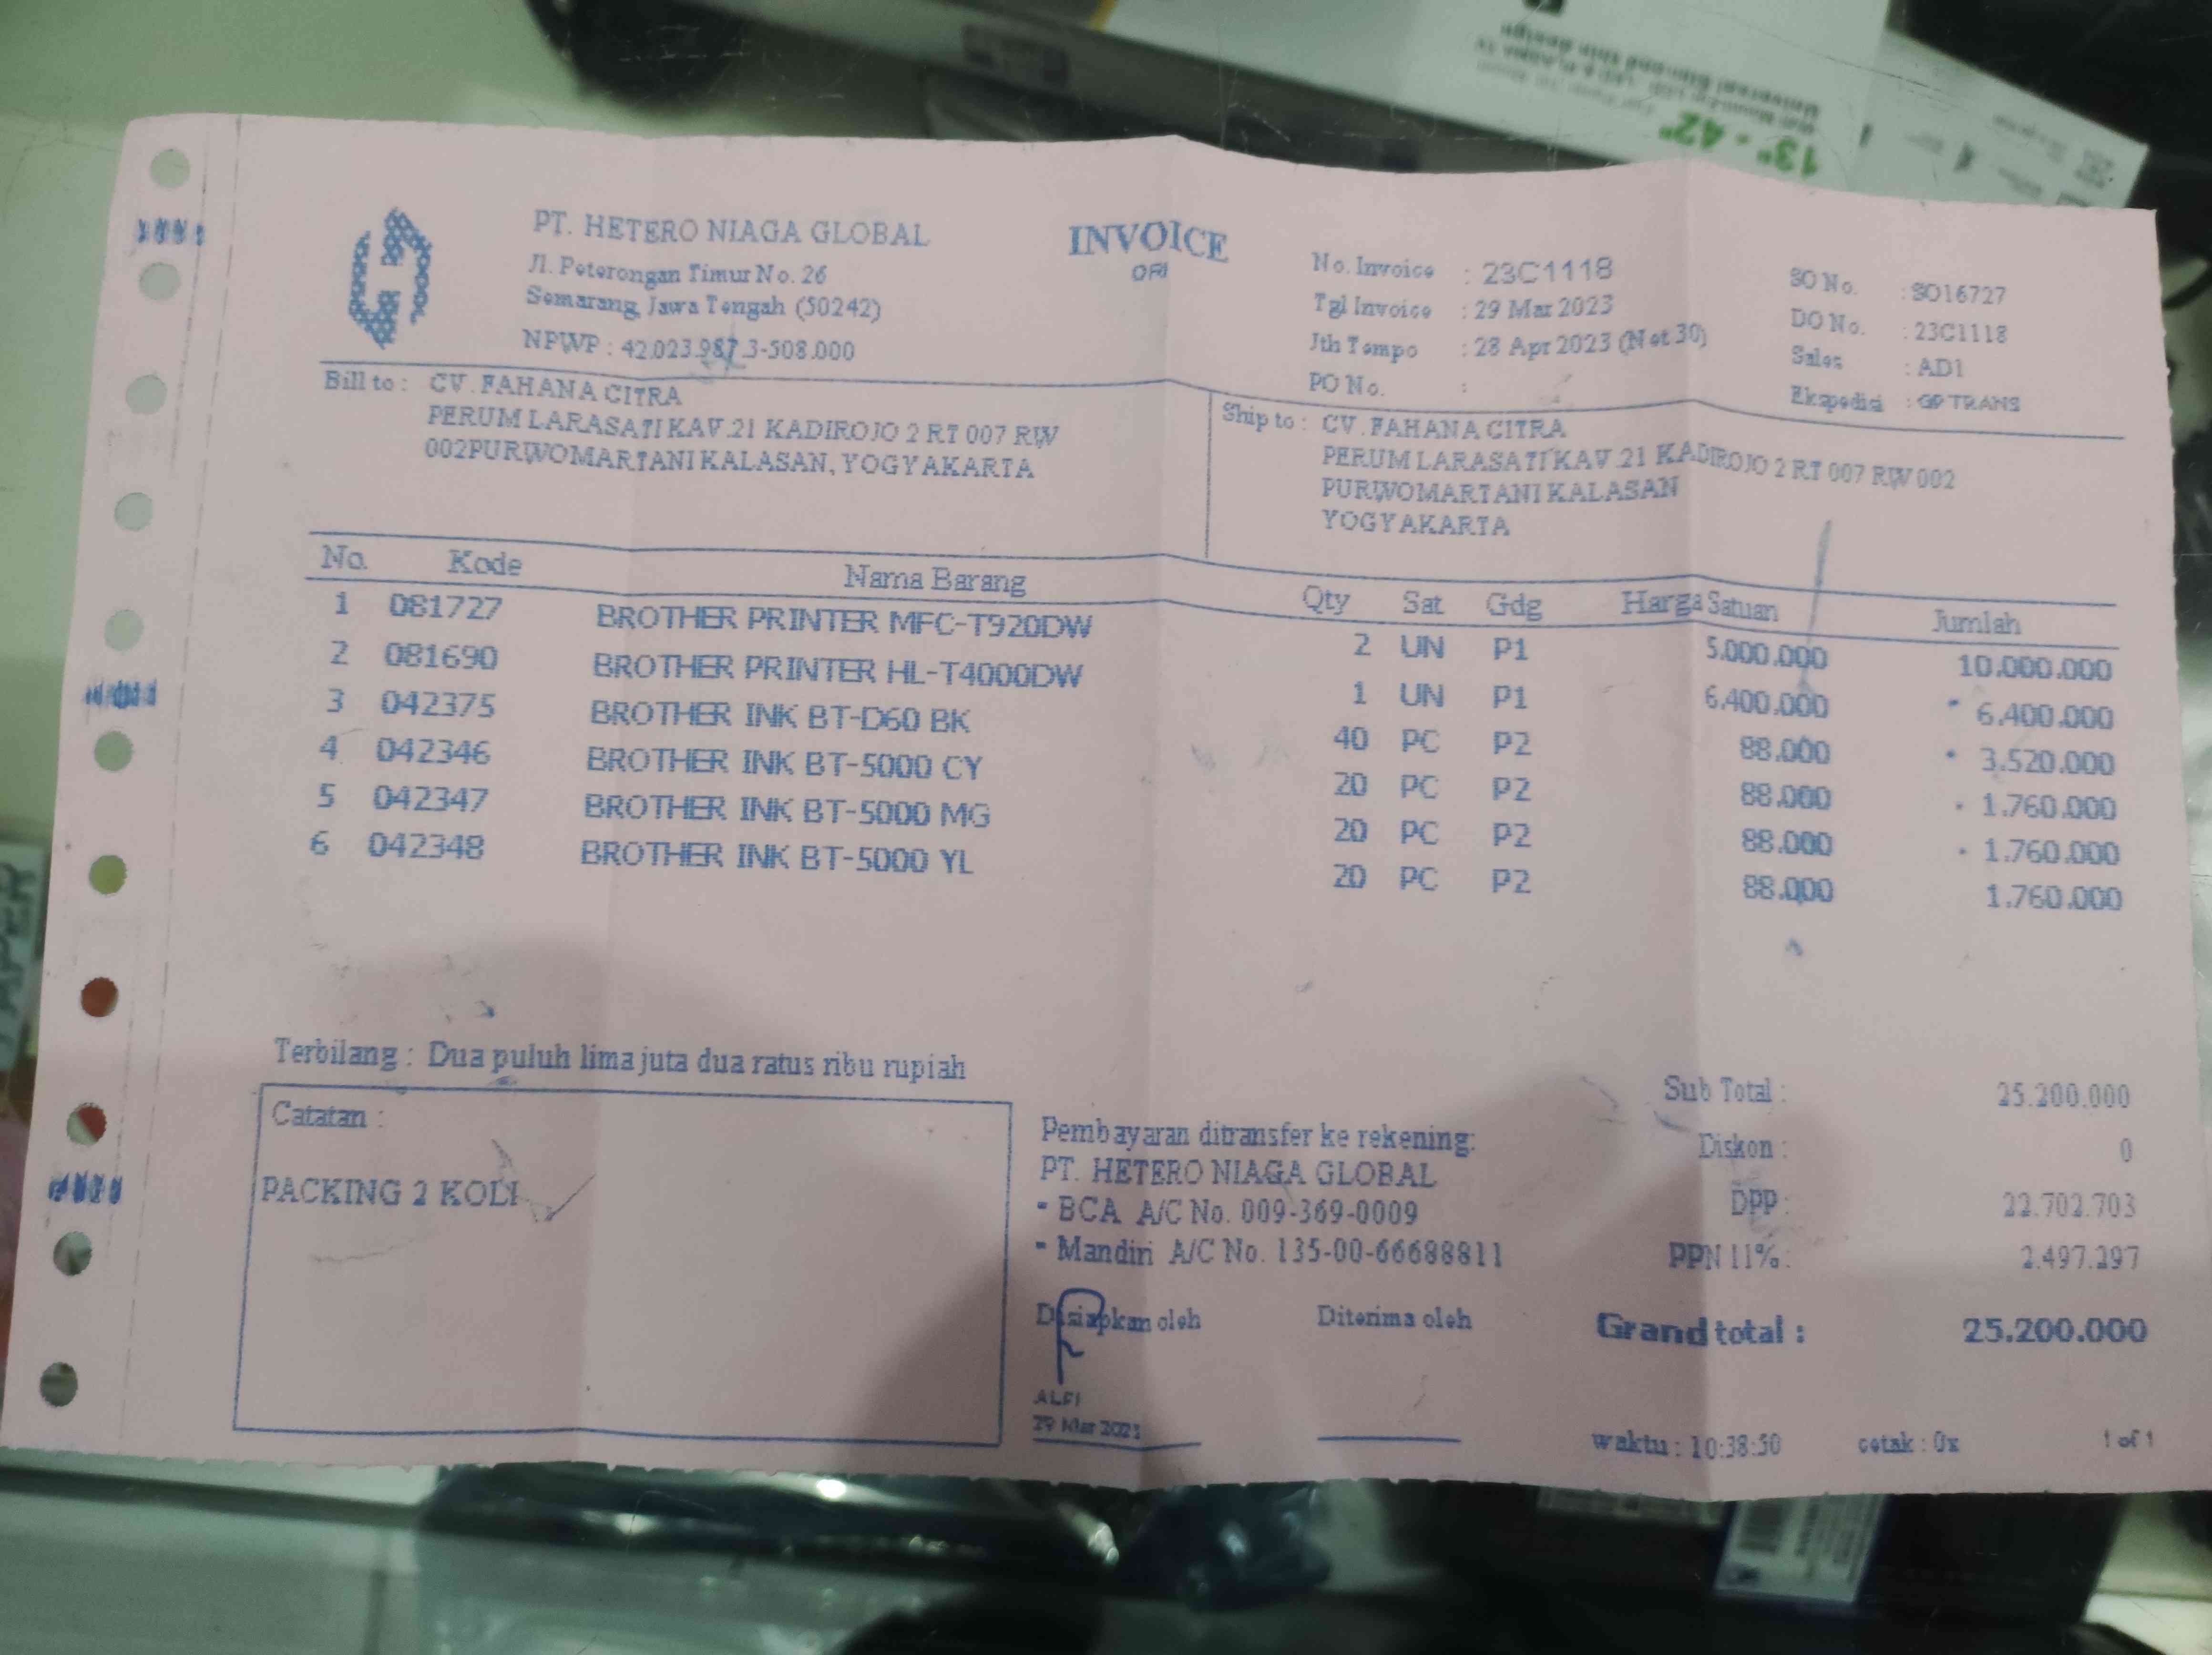 PT. HETERO NIAGA GLOBAL
Jl. Peterongan Timur No. 26
Semarang, Jawa Tengah (50242)
NPWP : 42.023.987.3-508.000
INVOICE
ORI
No. Invoice : 23C1118
Tgl Invoice : 29 Mar 2023
Jth Tempo : 28 Apr 2023 (Net 30)
PO No. :
SO No. : SO16727
DO No. : 23C1118
Sales : AD1
Ekspedisi : GP TRANS
Bill to : CV. FAHANA CITRA
PERUM LARASATI KAV.21 KADIROJO 2 RT 007 RW
002PURWOMARTANI KALASAN, YOGYAKARTA
Ship to : CV. FAHANA CITRA
PERUM LARASATI KAV.21 KADIROJO 2 RT 007 RW 002
PURWOMARTANI KALASAN
YOGYAKARTA
No. Kode Nama Barang Qty Sat Gdg Harga Satuan Jumlah
1 081727 BROTHER PRINTER MFC-T920DW 2 UN P1 5.000.000 10.000.000
2 081690 BROTHER PRINTER HL-T4000DW 1 UN P1 6.400.000 6.400.000
3 042375 BROTHER INK BT-D60 BK 40 PC P2 88.000 3.520.000
4 042346 BROTHER INK BT-5000 CY 20 PC P2 88.000 1.760.000
5 042347 BROTHER INK BT-5000 MG 20 PC P2 88.000 1.760.000
6 042348 BROTHER INK BT-5000 YL 20 PC P2 88.000 1.760.000
Terbilang : Dua puluh lima juta dua ratus ribu rupiah
Catatan :
PACKING 2 KOLI
Pembayaran ditransfer ke rekening:
PT. HETERO NIAGA GLOBAL
- BCA A/C No. 009-369-0009
- Mandiri A/C No. 135-00-66688811
Sub Total : 25.200.000
Diskon : 0
DPP : 22.702.703
PPN 11% : 2.497.297
Grand total : 25.200.000
Disiapkan oleh
Diterima oleh
ALFI
29 Mar 2023
waktu : 10:38:50
cetak : 0x
1 of 1
13" - 42"
Universal Slim and thin design